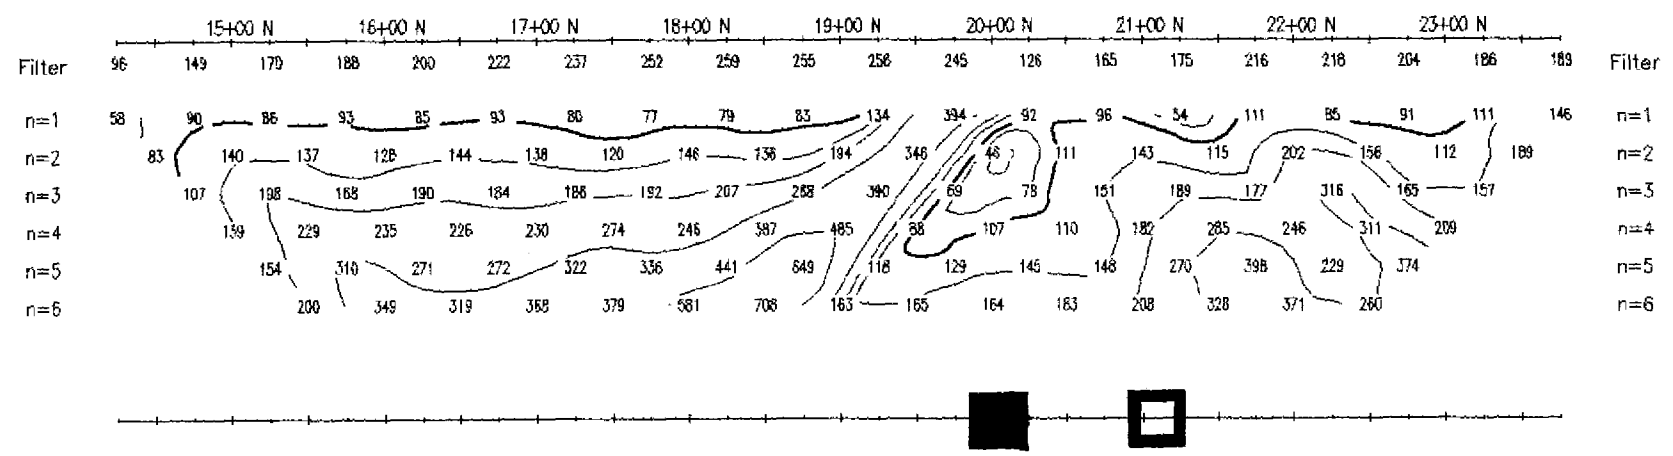 15+00 N 16+00 N 17+00 N 18+00 N 19+00 N 20+00 N 21+00 N 22+00 N 23+00 N
Filter 96 149 179 188 200 222 237 252 259 255 256 245 126 165 175 216 218 204 186 189 Filter
n=1 58 90 86 93 85 93 80 77 79 83 134 394 92 96 54 111 85 91 111 146 n=1
n=2 83 140 137 128 144 138 120 146 136 194 346 46 111 143 115 202 156 112 189 n=2
n=3 107 198 168 190 184 186 192 207 268 390 69 78 151 189 177 316 165 157 n=3
n=4 139 229 235 226 230 274 246 387 485 88 107 110 182 285 246 311 209 n=4
n=5 154 310 271 272 322 336 441 649 118 129 145 148 270 398 229 374 n=5
n=6 200 349 319 368 379 581 708 163 165 164 183 208 328 371 260 n=6